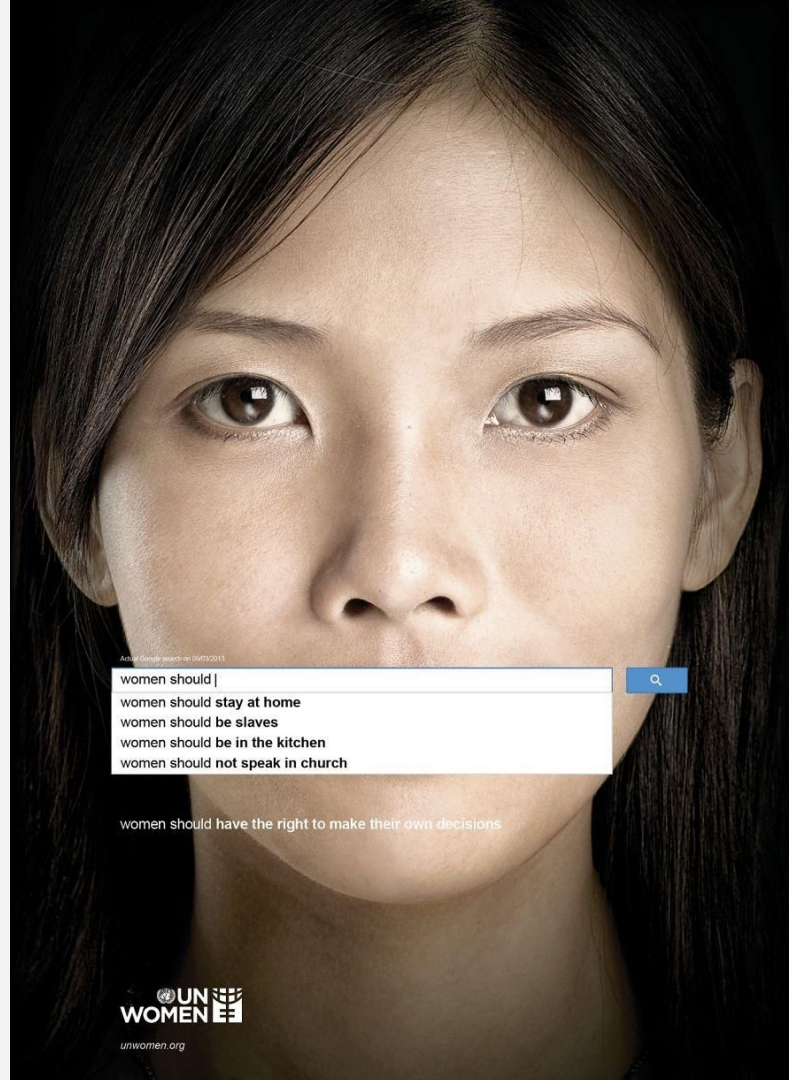 Actual Google search on 09/03/2013
women should
women should stay at home
women should be slaves
women should be in the kitchen
women should not speak in church
women should have the right to make their own decisions
UN
WOMEN
unwomen.org